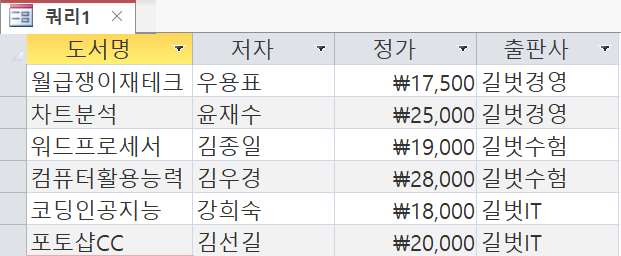 쿼리1
도서명 저자 정가 출판사
월급쟁이재테크 우용표 ₩17,500 길벗경영
차트분석 윤재수 ₩25,000 길벗경영
워드프로세서 김종일 ₩19,000 길벗수험
컴퓨터활용능력 김우경 ₩28,000 길벗수험
코딩인공지능 강희숙 ₩18,000 길벗IT
포토샵CC 김선길 ₩20,000 길벗IT